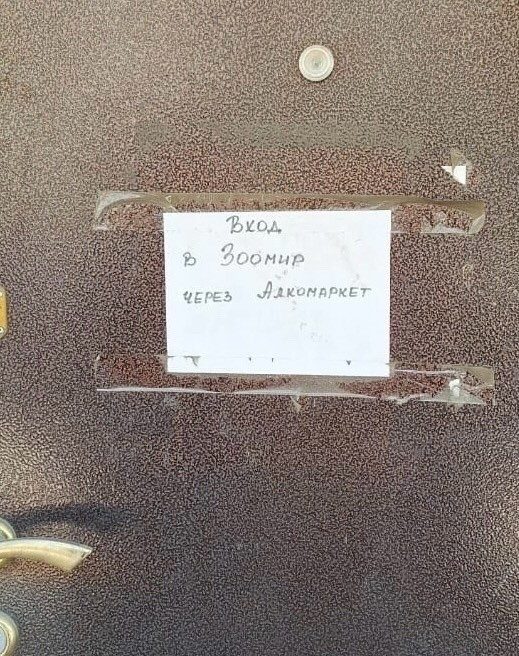 Вход
в Зоомир
через Алкомаркет